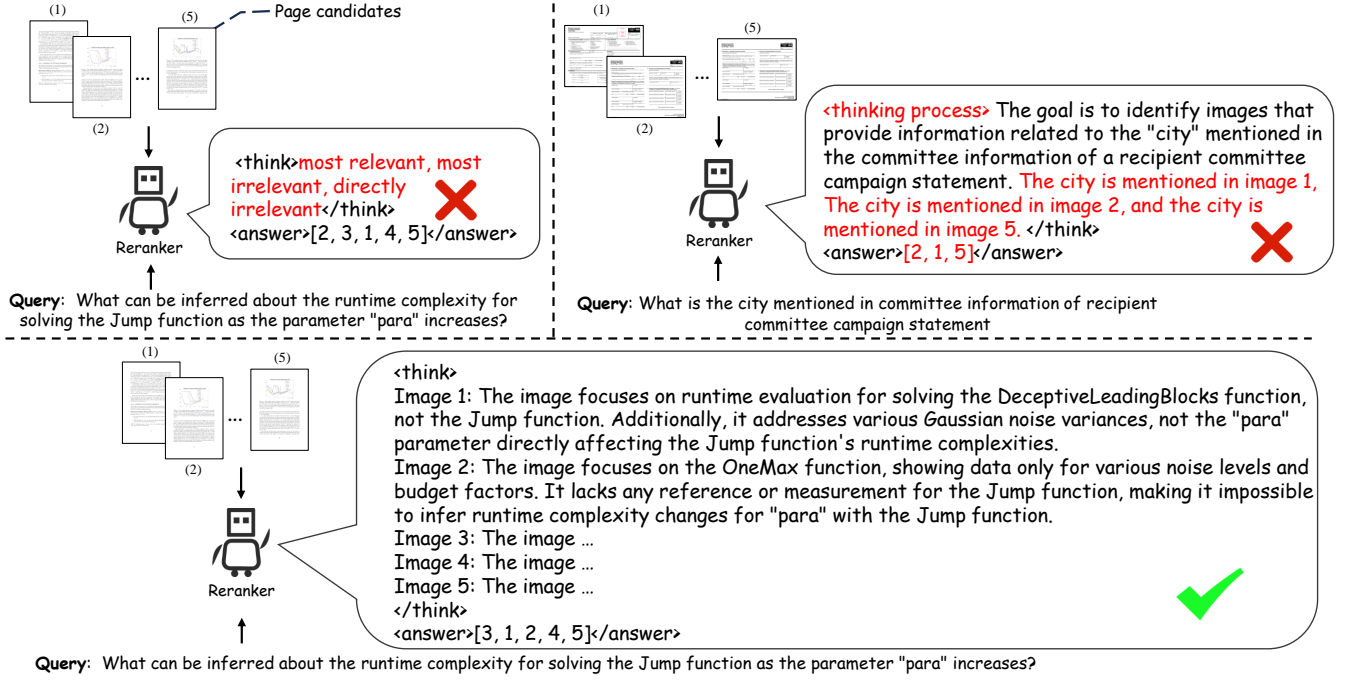 (1)
(5)
Page candidates
...
(2)
<think>most relevant, most
irrelevant, directly
irrelevant</think>
<answer>[2, 3, 1, 4, 5]</answer>
Reranker
Query: What can be inferred about the runtime complexity for
solving the Jump function as the parameter "para" increases?
(1)
(5)
...
(2)
<thinking process> The goal is to identify images that
provide information related to the "city" mentioned in
the committee information of a recipient committee
campaign statement. The city is mentioned in image 1,
The city is mentioned in image 2, and the city is
mentioned in image 5. </think>
<answer>[2, 1, 5]</answer>
Reranker
Query: What is the city mentioned in committee information of recipient
committee campaign statement
(1)
(5)
...
(2)
<think>
Image 1: The image focuses on runtime evaluation for solving the DeceptiveLeadingBlocks function,
not the Jump function. Additionally, it addresses various Gaussian noise variances, not the "para"
parameter directly affecting the Jump function's runtime complexities.
Image 2: The image focuses on the OneMax function, showing data only for various noise levels and
budget factors. It lacks any reference or measurement for the Jump function, making it impossible
to infer runtime complexity changes for "para" with the Jump function.
Image 3: The image ...
Image 4: The image ...
Image 5: The image ...
</think>
<answer>[3, 1, 2, 4, 5]</answer>
Reranker
Query: What can be inferred about the runtime complexity for solving the Jump function as the parameter "para" increases?